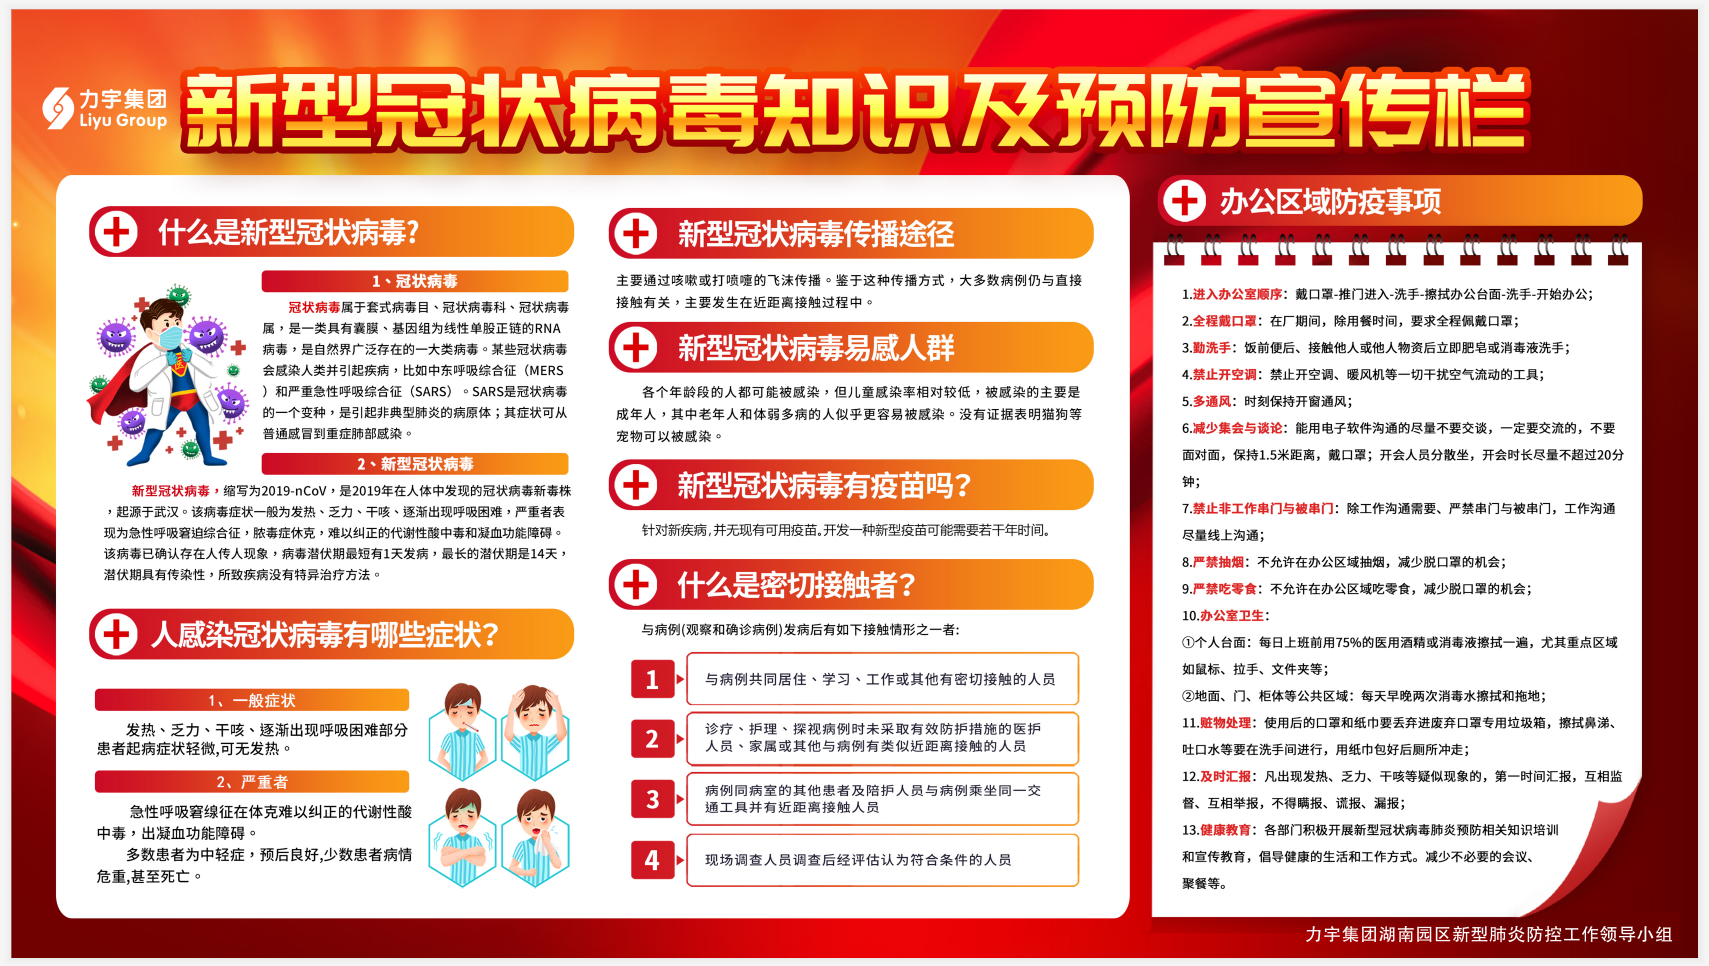 力宇集团
Liyu Group
新型冠状病毒知识及预防宣传栏
什么是新型冠状病毒?
1、冠状病毒
冠状病毒属于套式病毒目、冠状病毒科、冠状病毒
属，是一类具有囊膜、基因组为线性单股正链的RNA
病毒，是自然界广泛存在的一大类病毒。某些冠状病毒
会感染人类并引起疾病，比如中东呼吸综合征（MERS
）和严重急性呼吸综合征（SARS）。SARS是冠状病毒
的一个变种，是引起非典型肺炎的病原体；其症状可从
普通感冒到重症肺部感染。
2、新型冠状病毒
新型冠状病毒，缩写为2019-nCoV，是2019年在人体中发现的冠状病毒新毒株
，起源于武汉。该病毒症状一般为发热、乏力、干咳、逐渐出现呼吸困难，严重者表
现为急性呼吸窘迫综合征，脓毒症休克，难以纠正的代谢性酸中毒和凝血功能障碍。
该病毒已确认存在人传人现象，病毒潜伏期最短有1天发病，最长的潜伏期是14天，
潜伏期具有传染性，所致疾病没有特异治疗方法。
人感染冠状病毒有哪些症状?
1、一般症状
发热、乏力、干咳、逐渐出现呼吸困难部分
患者起病症状轻微,可无发热。
2、严重者
急性呼吸窘缐征在体克难以纠正的代谢性酸
中毒，出凝血功能障碍。
多数患者为中轻症，预后良好,少数患者病情
危重,甚至死亡。
新型冠状病毒传播途径
主要通过咳嗽或打喷嚏的飞沫传播。鉴于这种传播方式，大多数病例仍与直接
接触有关，主要发生在近距离接触过程中。
新型冠状病毒易感人群
各个年龄段的人都可能被感染，但儿童感染率相对较低，被感染的主要是
成年人，其中老年人和体弱多病的人似乎更容易被感染。没有证据表明猫狗等
宠物可以被感染。
新型冠状病毒有疫苗吗?
针对新疾病,并无现有可用疫苗。开发一种新型疫苗可能需要若干年时间。
什么是密切接触者?
与病例(观察和确诊病例)发病后有如下接触情形之一者:
1
与病例共同居住、学习、工作或其他有密切接触的人员
2
诊疗、护理、探视病例时未采取有效防护措施的医护
人员、家属或其他与病例有类似近距离接触的人员
3
病例同病室的其他患者及陪护人员与病例乘坐同一交
通工具并有近距离接触人员
4
现场调查人员调查后经评估认为符合条件的人员
办公区域防疫事项
1.进入办公室顺序：戴口罩-推门进入-洗手-擦拭办公台面-洗手-开始办公；
2.全程戴口罩：在厂期间，除用餐时间，要求全程佩戴口罩；
3.勤洗手：饭前便后、接触他人或他人物资后立即肥皂或消毒液洗手；
4.禁止开空调：禁止开空调、暖风机等一切干扰空气流动的工具；
5.多通风：时刻保持开窗通风；
6.减少集会与谈论：能用电子软件沟通的尽量不要交谈，一定要交流的，不要
面对面，保持1.5米距离，戴口罩；开会人员分散坐，开会时长尽量不超过20分
钟；
7.禁止非工作串门与被串门：除工作沟通需要、严禁串门与被串门，工作沟通
尽量线上沟通；
8.严禁抽烟：不允许在办公区域抽烟，减少脱口罩的机会；
9.严禁吃零食：不允许在办公区域吃零食，减少脱口罩的机会；
10.办公室卫生：
①个人台面：每日上班前用75%的医用酒精或消毒液擦拭一遍，尤其重点区域
如鼠标、拉手、文件夹等；
②地面、门、柜体等公共区域：每天早晚两次消毒水擦拭和拖地；
11.赃物处理：使用后的口罩和纸巾要丢弃进废弃口罩专用垃圾箱，擦拭鼻涕、
吐口水等要在洗手间进行，用纸巾包好后厕所冲走；
12.及时汇报：凡出现发热、乏力、干咳等疑似现象的，第一时间汇报，互相监
督、互相举报，不得瞒报、谎报、漏报；
13.健康教育：各部门积极开展新型冠状病毒肺炎预防相关知识培训
和宣传教育，倡导健康的生活和工作方式。减少不必要的会议、
聚餐等。
力宇集团湖南园区新型肺炎防控工作领导小组